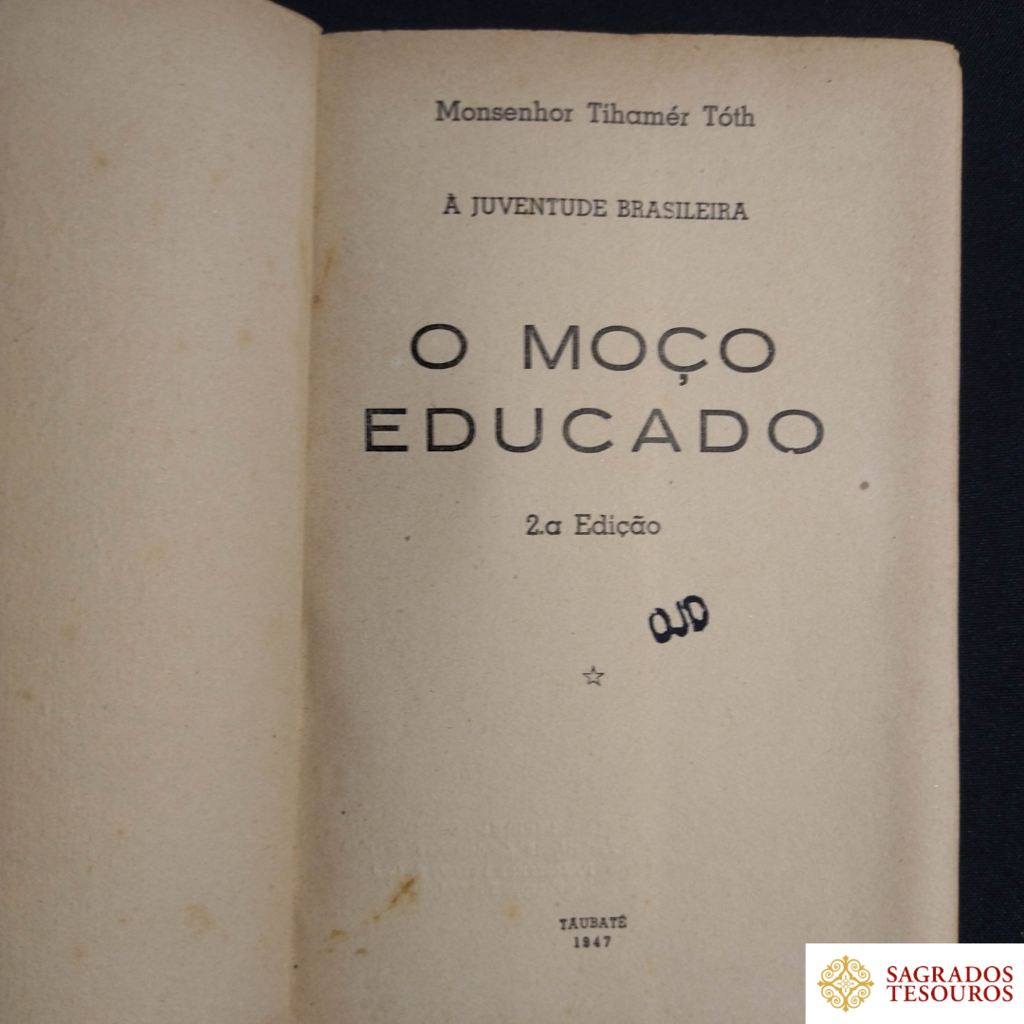 Monsenhor Tihamér Tóth
À JUVENTUDE BRASILEIRA
O MOÇO
EDUCADO
2.a Edição
TAUBATÉ
1947
SAGRADOS
TESOUROS